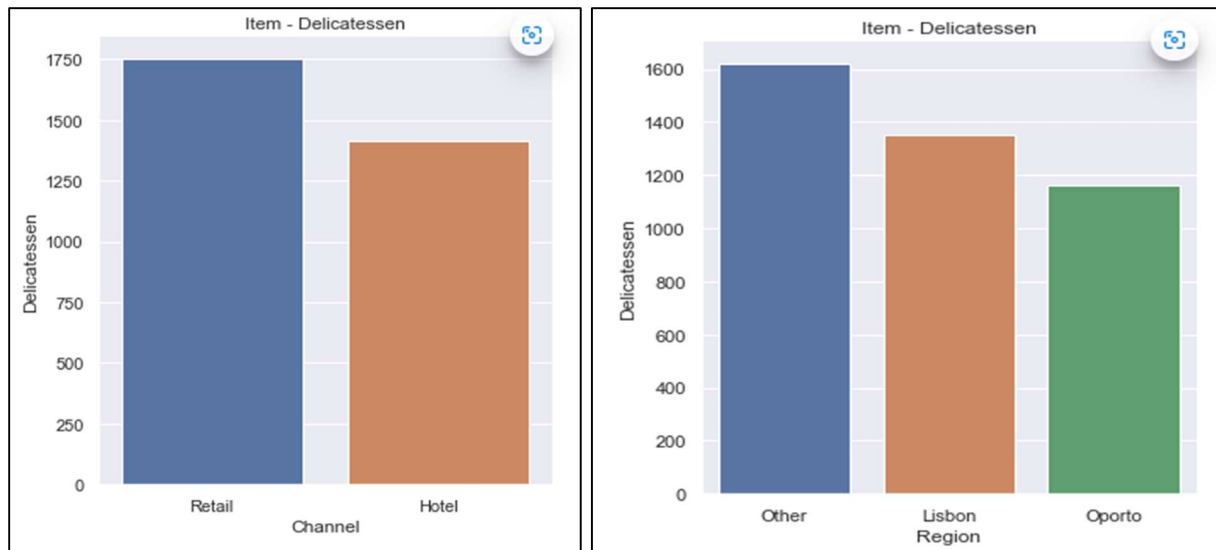 Item - Delicatessen
1750
1500
1250
1000
750
500
250
0
Delicatessen
Retail
Hotel
Channel
Item - Delicatessen
1600
1400
1200
1000
800
600
400
200
0
Delicatessen
Other
Lisbon
Oporto
Region